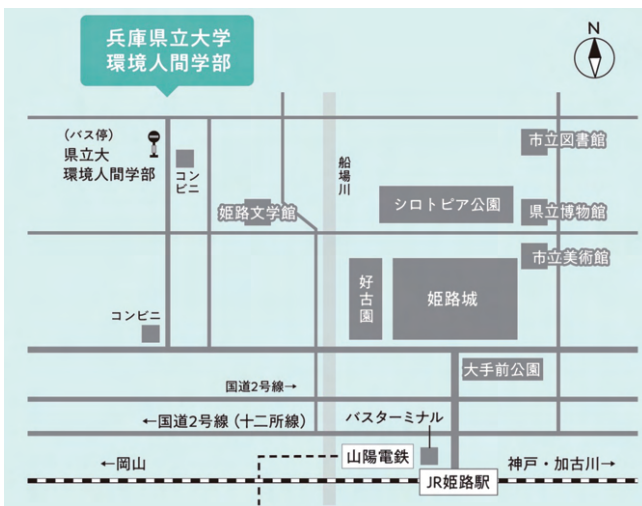 兵庫県立大学
環境人間学部
N
(バス停)
県立大
環境人間学部
コン
ビニ
船場川
市立図書館
シロトピア公園
県立博物館
姫路文学館
市立美術館
好古園
姫路城
コンビニ
大手前公園
国道2号線→
←国道2号線(十二所線)
バスターミナル
山陽電鉄
←岡山
神戸・加古川→
JR姫路駅